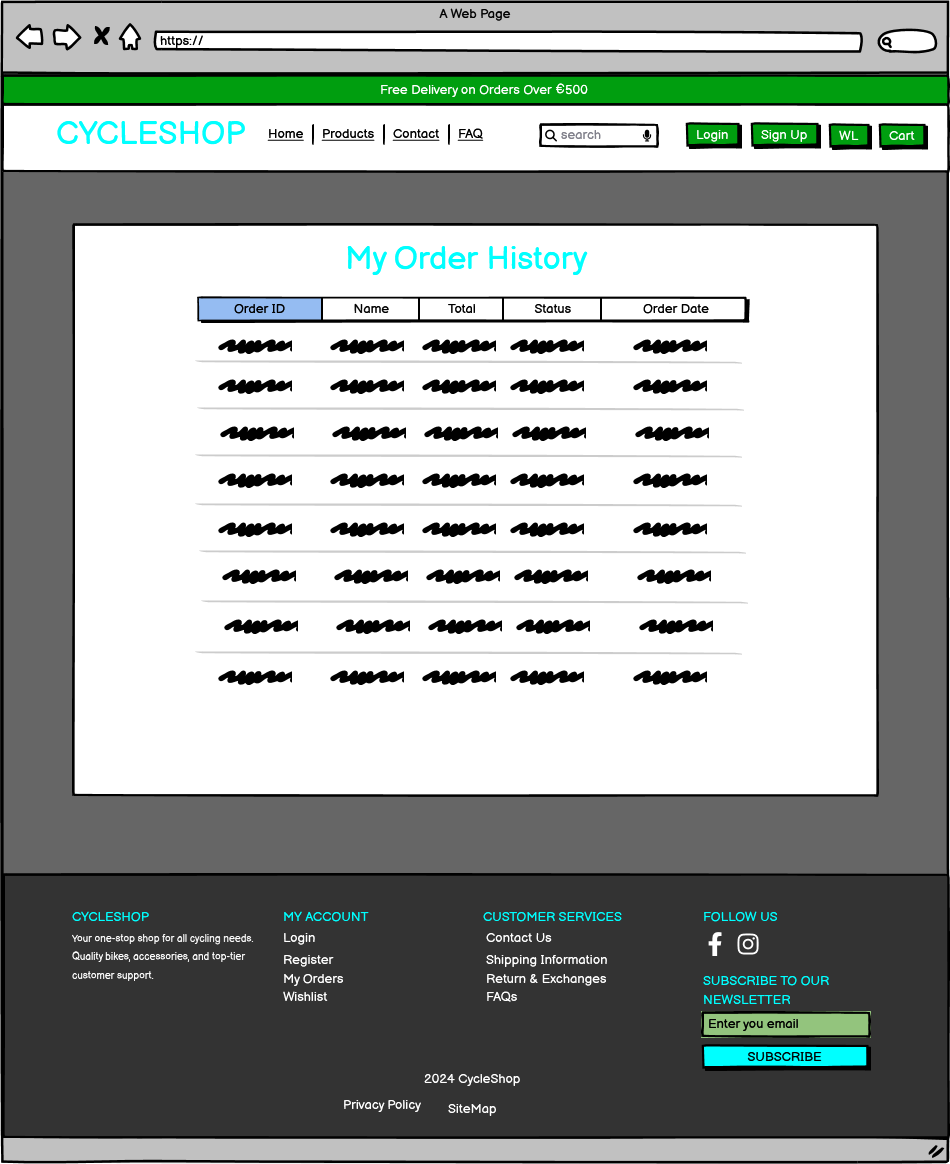 A Web Page
https://
Free Delivery on Orders Over €500
CYCLESHOP
Home
Products
Contact
FAQ
search
Login
Sign Up
WL
Cart
My Order History
Order ID
Name
Total
Status
Order Date
CYCLESHOP
Your one-stop shop for all cycling needs.
Quality bikes, accessories, and top-tier
customer support.
MY ACCOUNT
Login
Register
My Orders
Wishlist
CUSTOMER SERVICES
Contact Us
Shipping Information
Return & Exchanges
FAQs
FOLLOW US
SUBSCRIBE TO OUR
NEWSLETTER
Enter you email
SUBSCRIBE
2024 CycleShop
Privacy Policy
SiteMap